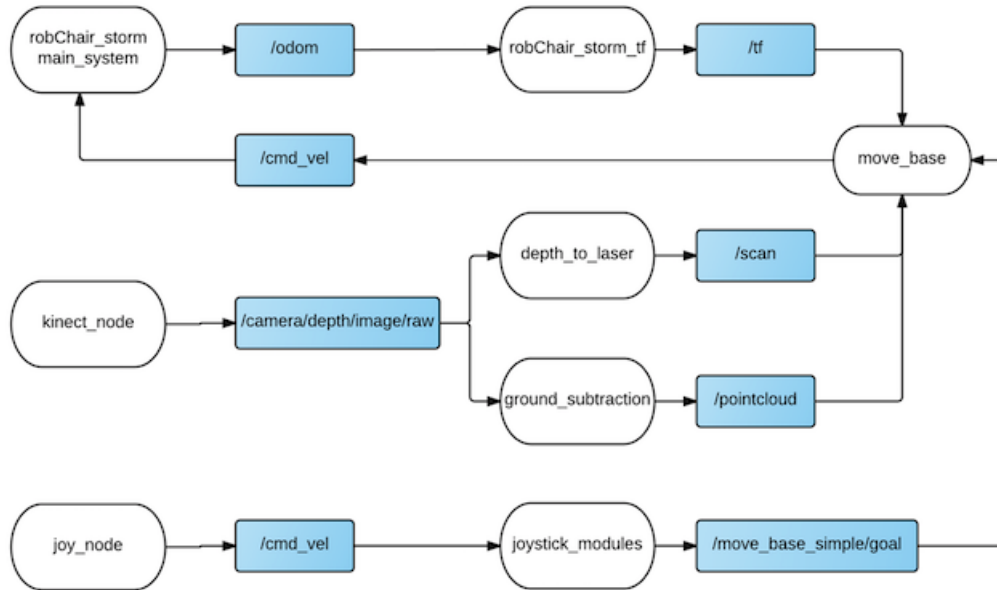 robChair_storm
main_system
/odom
robChair_storm_tf
/tf
/cmd_vel
move_base
depth_to_laser
/scan
kinect_node
/camera/depth/image/raw
ground_subtraction
/pointcloud
joy_node
/cmd_vel
joystick_modules
/move_base_simple/goal